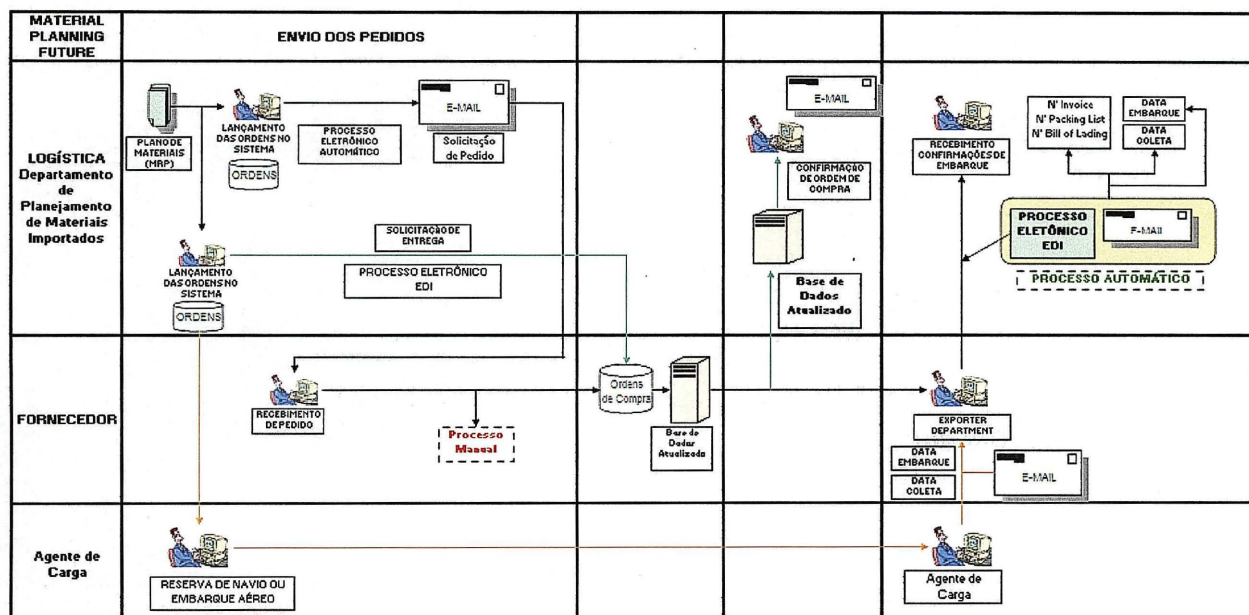 MATERIAL
PLANNING
FUTURE
ENVIO DOS PEDIDOS
LOGÍSTICA
Departamento
de
Planejamento
de Materiais
Importados
PLANO DE
MATERIAIS
(MRP)
LANÇAMENTO
DAS ORDENS NO
SISTEMA
ORDENS
PROCESSO
ELETRÔNICO
AUTOMÁTICO
E-MAIL
Solicitação
de Pedido
LANÇAMENTO
DAS ORDENS NO
SISTEMA
ORDENS
SOLICITAÇÃO DE
ENTREGA
PROCESSO ELETRÔNICO
EDI
E-MAIL
CONFIRMAÇÃO
DE ORDEM DE
COMPRA
Base de
Dados
Atualizado
RECEBIMENTO
CONFIRMAÇÕES DE
EMBARQUE
N' Invoice
N' Packing List
N' Bill of Lading
DATA
EMBARQUE
DATA
COLETA
PROCESSO
ELETÔNICO
EDI
E-MAIL
PROCESSO AUTOMÁTICO
FORNECEDOR
RECEBIMENTO
DE PEDIDO
Processo
Manual
Ordens
de Compra
Base de
Dados
Atualizada
EXPORTER
DEPARTMENT
DATA
EMBARQUE
DATA
COLETA
E-MAIL
Agente de
Carga
RESERVA DE NAVIO OU
EMBARQUE AÉREO
Agente de
Carga